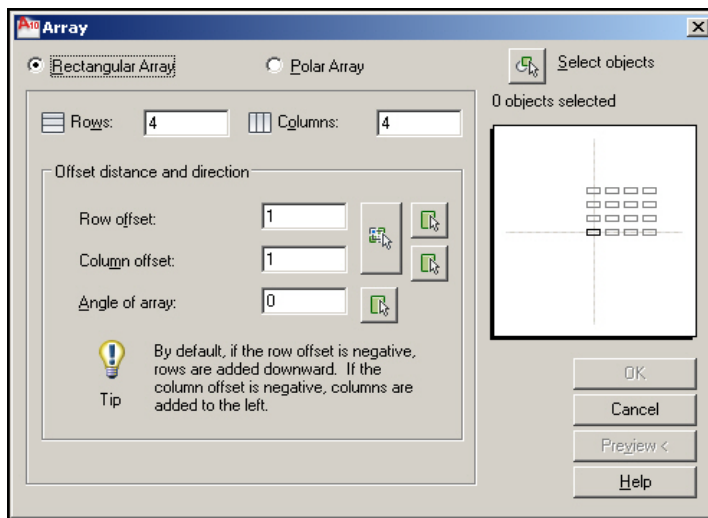 A10 Array
Rectangular Array Polar Array Select objects
0 objects selected
Rows: 4 Columns: 4
Offset distance and direction
Row offset: 1
Column offset: 1
Angle of array: 0
By default, if the row offset is negative,
rows are added downward. If the
column offset is negative, columns are
added to the left.
Tip
OK
Cancel
Preview <
Help